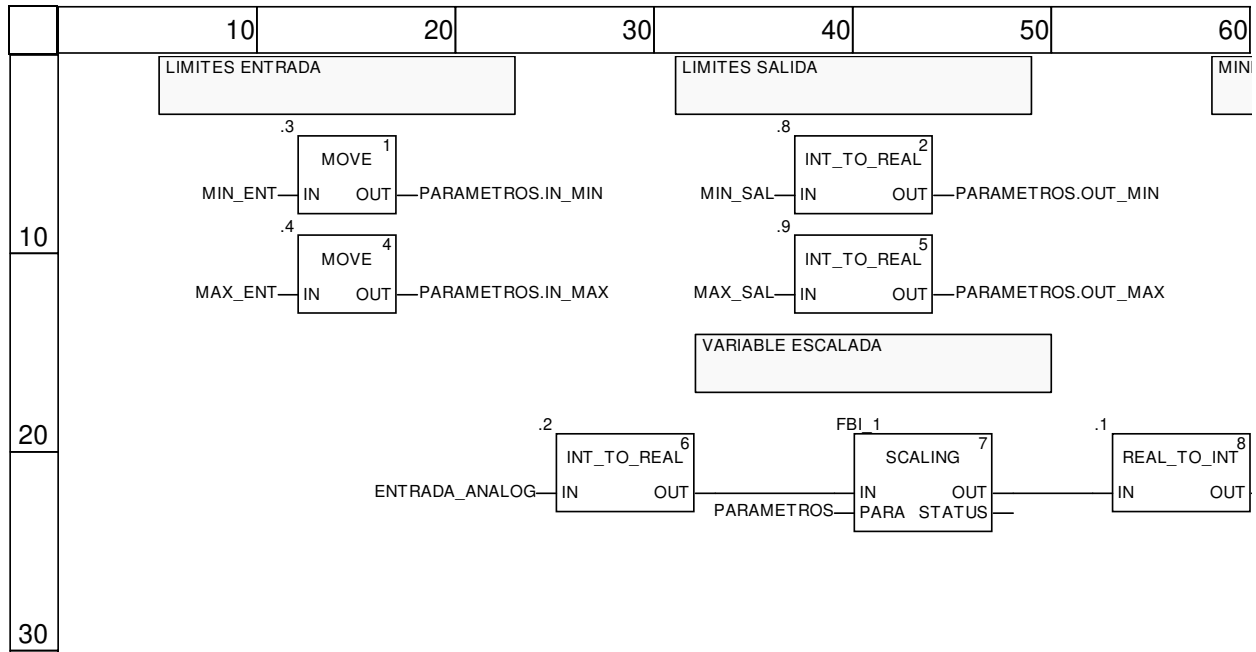 10 20 30 40 50 60
LIMITES ENTRADA
LIMITES SALIDA
MINI
.3
1
MOVE
MIN_ENT IN OUT PARAMETROS.IN_MIN
.8
2
INT_TO_REAL
MIN_SAL IN OUT PARAMETROS.OUT_MIN
10
.4
4
MOVE
MAX_ENT IN OUT PARAMETROS.IN_MAX
.9
5
INT_TO_REAL
MAX_SAL IN OUT PARAMETROS.OUT_MAX
VARIABLE ESCALADA
20
.2
6
INT_TO_REAL
ENTRADA_ANALOG IN OUT
FBI_1
7
SCALING
IN OUT
PARAMETROS PARA STATUS
.1
8
REAL_TO_INT
IN OUT
30